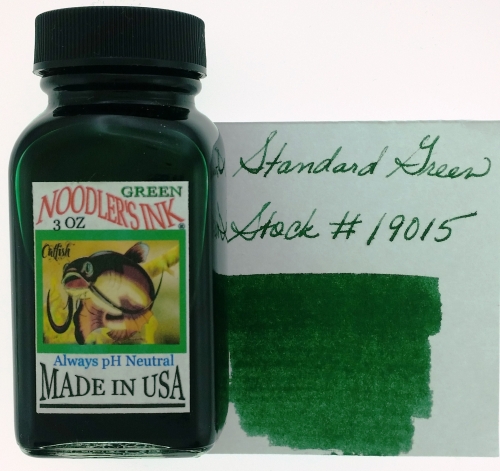 GREEN
NOODLER'S INK®
3 OZ
Catfish
Always pH Neutral
MADE IN USA
Standard Green
Stock # 19015